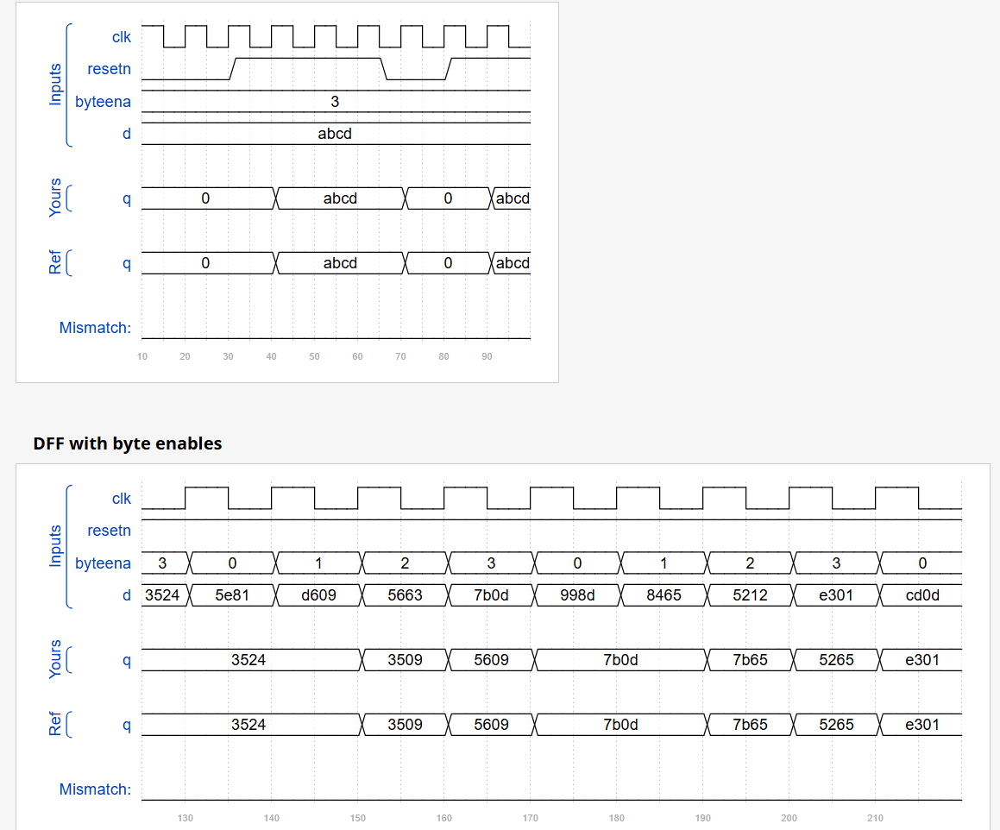 Inputs
clk
resetn
byteena 3
d abcd
Yours
q 0 abcd 0 abcd
Ref
q 0 abcd 0 abcd
Mismatch:
10 20 30 40 50 60 70 80 90
DFF with byte enables
Inputs
clk
resetn
byteena 3 0 1 2 3 0 1 2 3 0
d 3524 5e81 d609 5663 7b0d 998d 8465 5212 e301 cd0d
Yours
q 3524 3509 5609 7b0d 7b65 5265 e301
Ref
q 3524 3509 5609 7b0d 7b65 5265 e301
Mismatch:
130 140 150 160 170 180 190 200 210